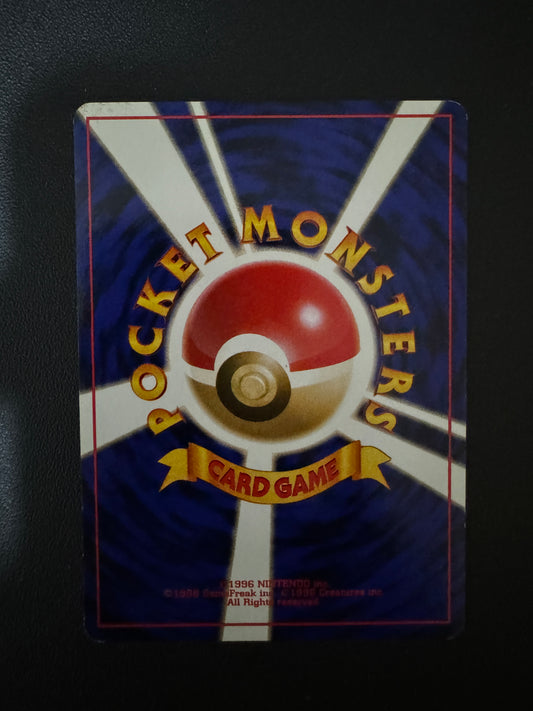 POCKET MONSTERS
CARD GAME
©1996 NINTENDO inc.
©1996 GameFreak inc. ©1996 Creatures inc.
All Rights reserved